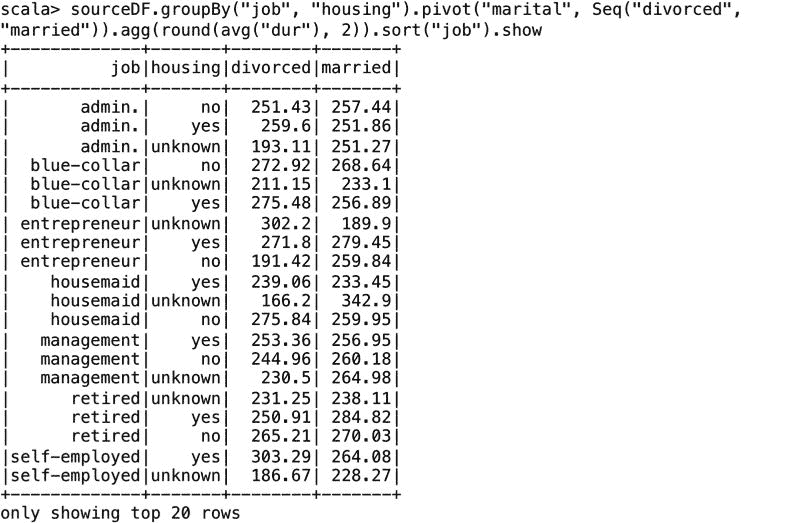 scala> sourceDF.groupBy("job", "housing").pivot("marital", Seq("divorced",
"married")).agg(round(avg("dur"), 2)).sort("job").show
+-------------+-------+--------+-------+
|          job|housing|divorced|married|
+-------------+-------+--------+-------+
|       admin.|     no|  251.43| 257.44|
|       admin.|    yes|   259.6| 251.86|
|       admin.|unknown|  193.11| 251.27|
|  blue-collar|     no|  272.92| 268.64|
|  blue-collar|unknown|  211.15|  233.1|
|  blue-collar|    yes|  275.48| 256.89|
| entrepreneur|unknown|   302.2|  189.9|
| entrepreneur|    yes|   271.8| 279.45|
| entrepreneur|     no|  191.42| 259.84|
|    housemaid|    yes|  239.06| 233.45|
|    housemaid|unknown|   166.2|  342.9|
|    housemaid|     no|  275.84| 259.95|
|   management|    yes|  253.36| 256.95|
|   management|     no|  244.96| 260.18|
|   management|unknown|   230.5| 264.98|
|      retired|unknown|  231.25| 238.11|
|      retired|    yes|  250.91| 284.82|
|      retired|     no|  265.21| 270.03|
|self-employed|    yes|  303.29| 264.08|
|self-employed|unknown|  186.67| 228.27|
+-------------+-------+--------+-------+
only showing top 20 rows